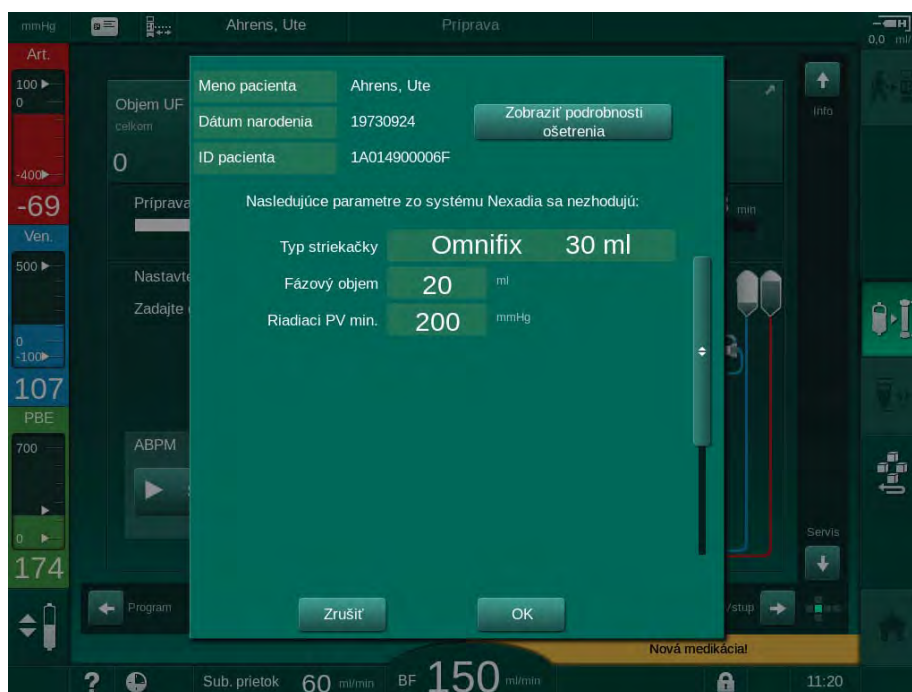 mmHg
Ahrens, Ute
Príprava
0,0 ml/
Art.
100
0
-400
-69
Ven.
500
0
-100
107
PBE
700
0
174
Objem UF
celkom
0
Príprava
min
Nastavte
Zadajte
ABPM
Info
Servis
Meno pacienta Ahrens, Ute
Dátum narodenia 19730924
Zobraziť podrobnosti
ošetrenia
ID pacienta 1A014900006F
Nasledujúce parametre zo systému Nexadia sa nezhodujú:
Typ striekačky Omnifix 30 ml
Fázový objem 20 ml
Riadiaci PV min. 200 mmHg
Zrušiť
OK
Program
/stup
Nová medikácia!
? Sub. prietok 60 ml/min BF 150 ml/min 11:20